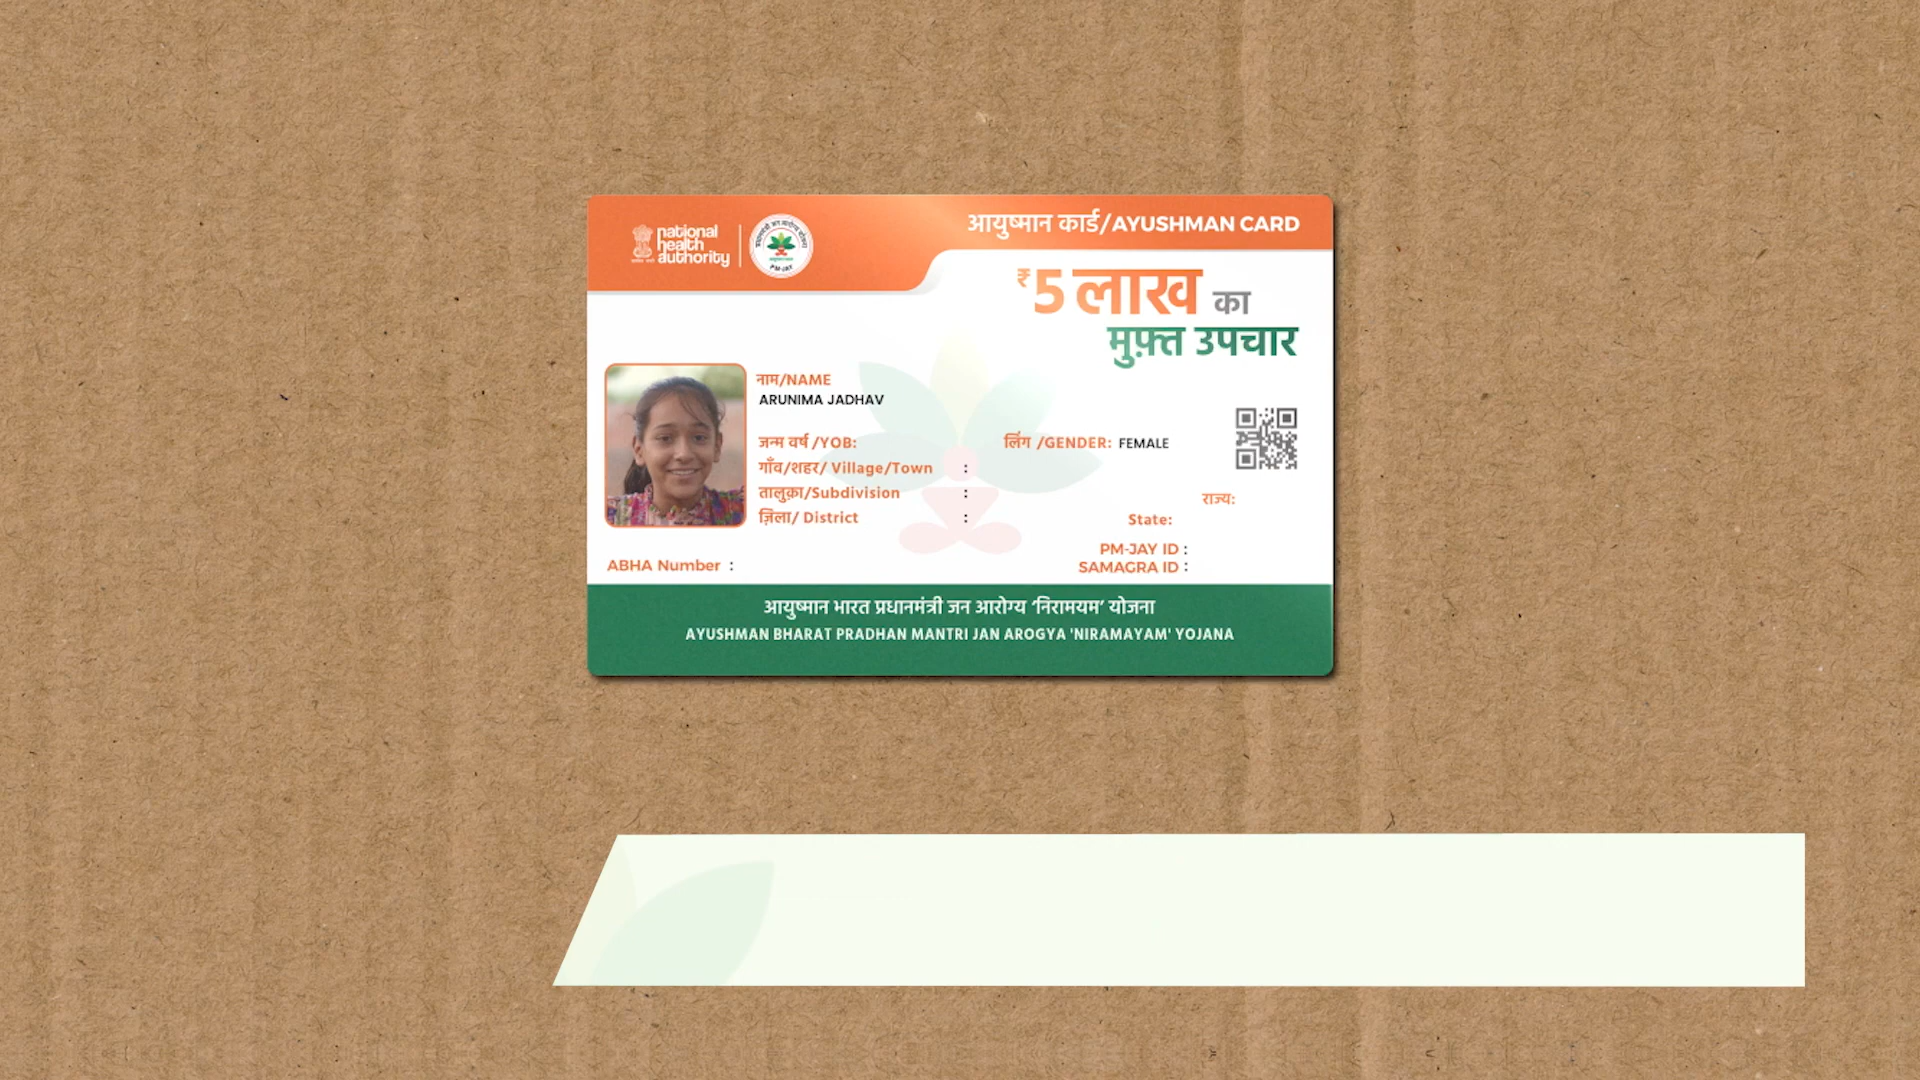 national
health
authority
PM-JAY
आयुष्मान कार्ड/AYUSHMAN CARD
₹5 लाख का
मुफ़्त उपचार
नाम/NAME
ARUNIMA JADHAV
जन्म वर्ष /YOB:
लिंग /GENDER: FEMALE
गाँव/शहर/ Village/Town :
तालुक़ा/Subdivision :
ज़िला/ District :
राज्य:
State:
PM-JAY ID :
SAMAGRA ID :
ABHA Number :
आयुष्मान भारत प्रधानमंत्री जन आरोग्य ‘निरामयम’ योजना
AYUSHMAN BHARAT PRADHAN MANTRI JAN AROGYA 'NIRAMAYAM' YOJANA